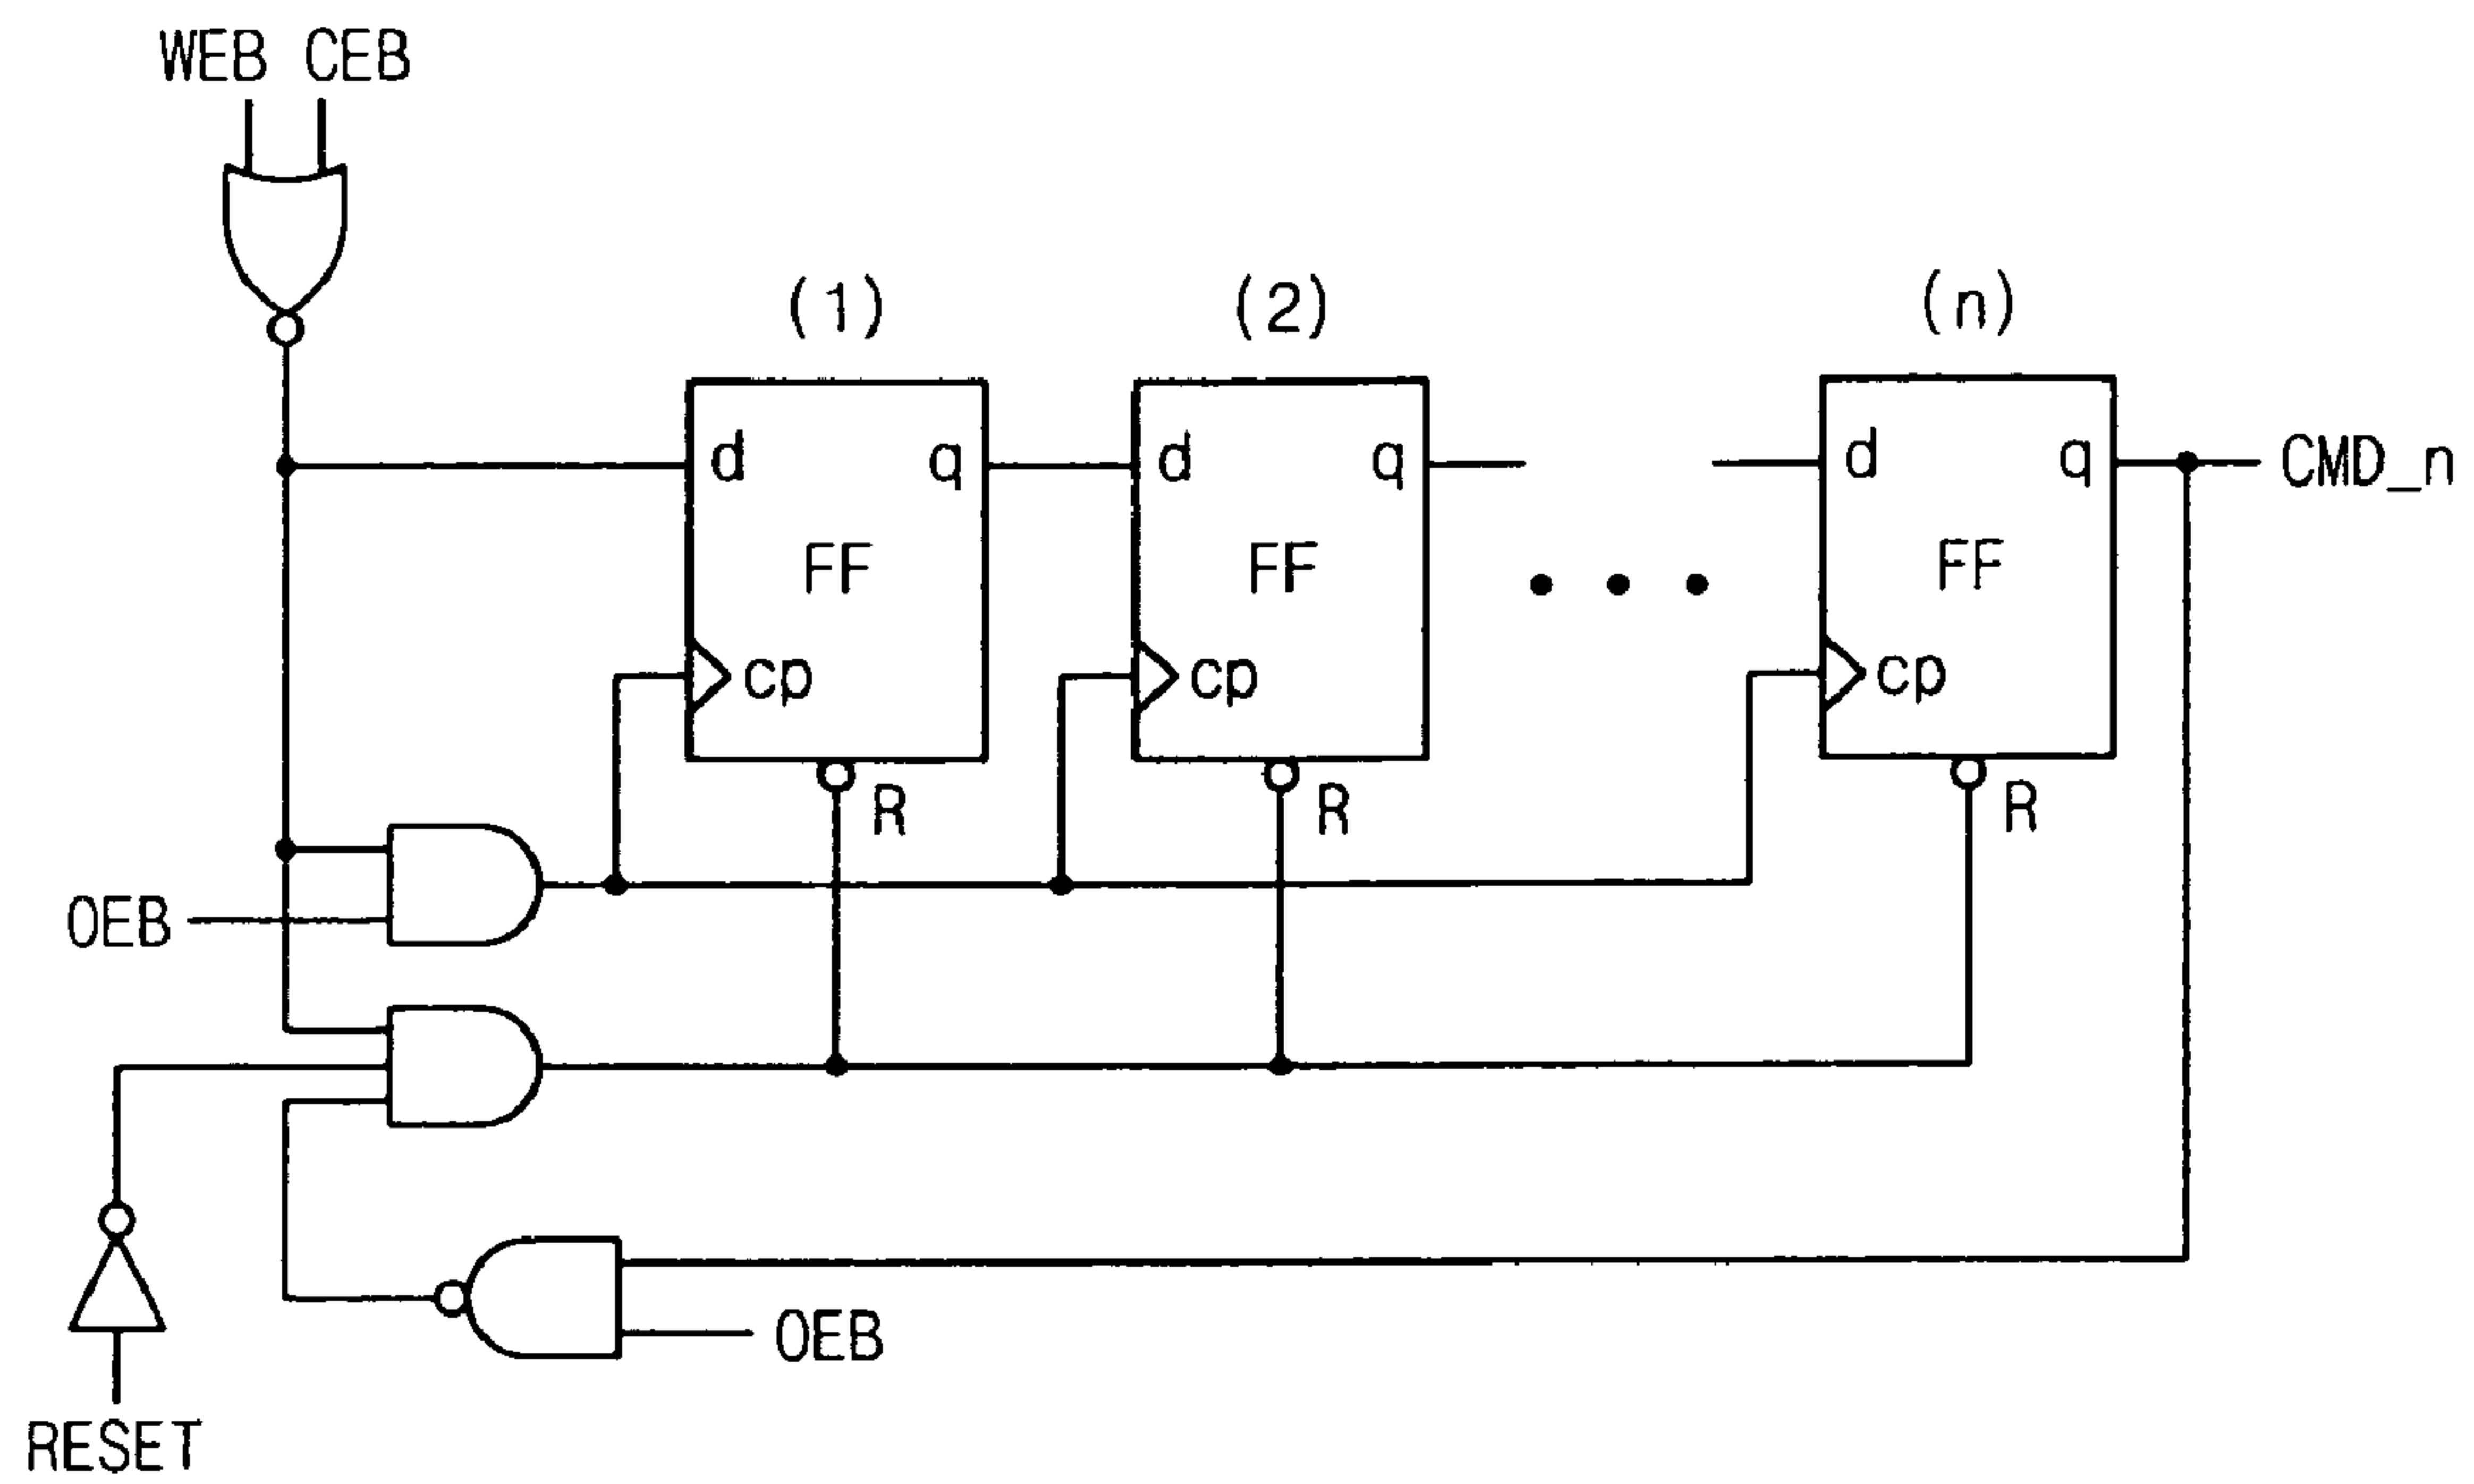 WEB CEB
(1) (2) (n)
d q d q d q CMD_n
FF FF FF
cp cp cp
R R R
OEB
OEB
RESET